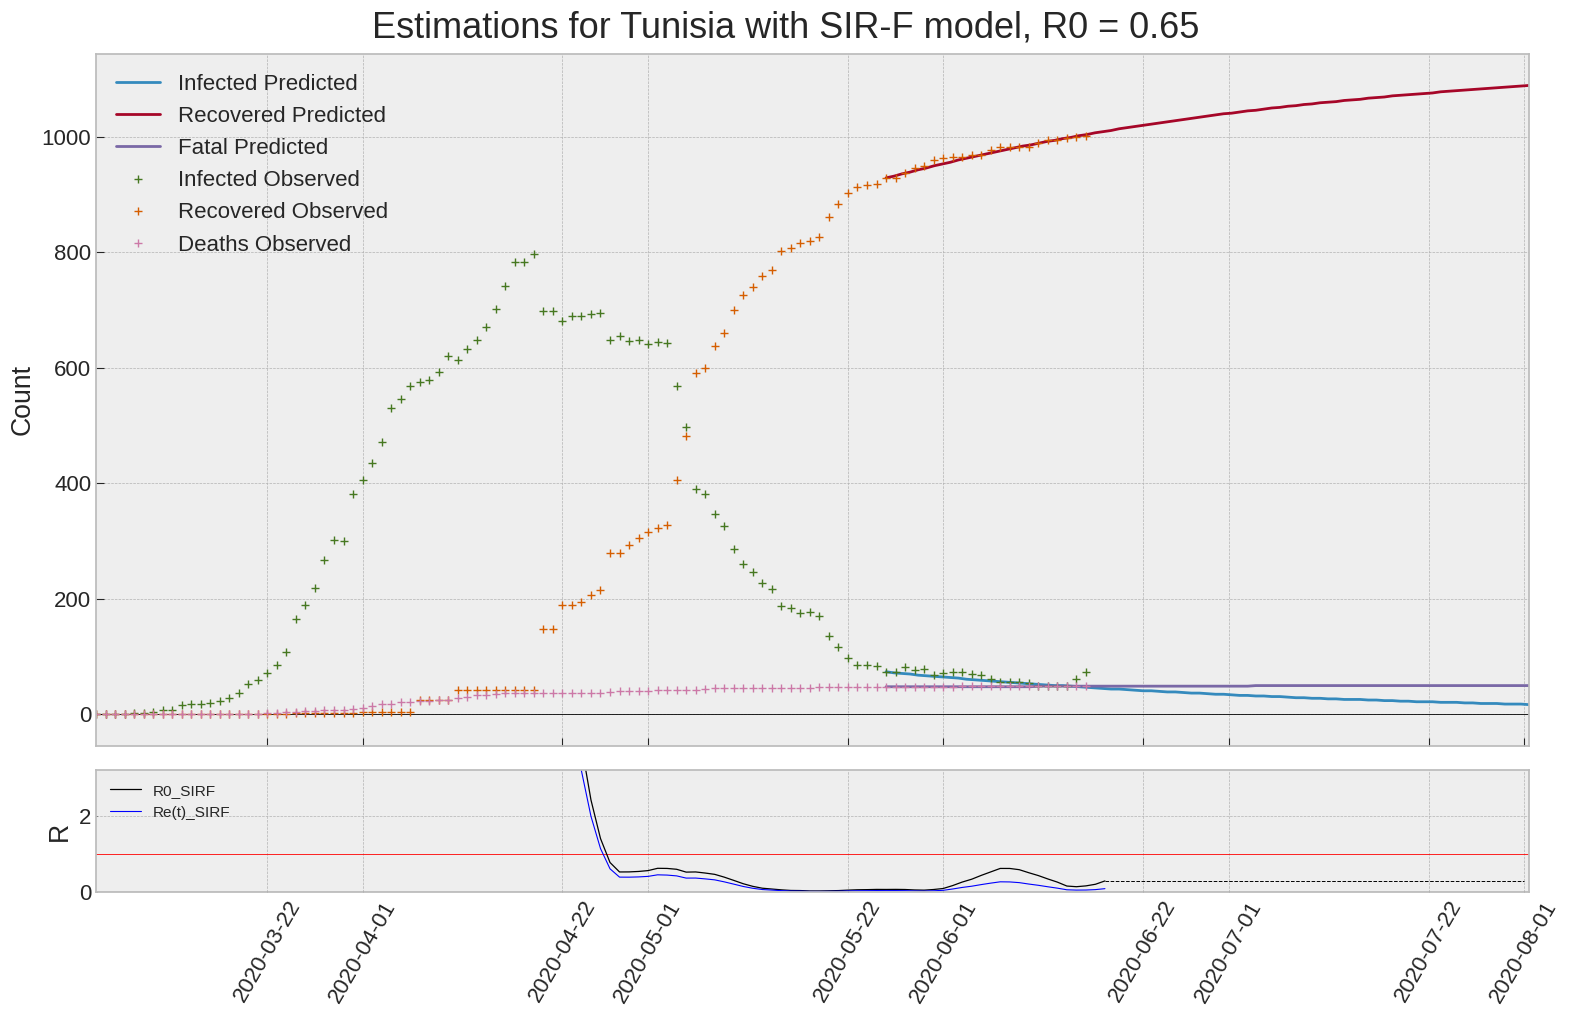 Estimations for Tunisia with SIR-F model, R0 = 0.65
Infected Predicted
Recovered Predicted
Fatal Predicted
Infected Observed
Recovered Observed
Deaths Observed
1000
800
600
400
200
0
Count
R0_SIRF
Re(t)_SIRF
2
0
R
2020-03-22
2020-04-01
2020-04-22
2020-05-01
2020-05-22
2020-06-01
2020-06-22
2020-07-01
2020-07-22
2020-08-01